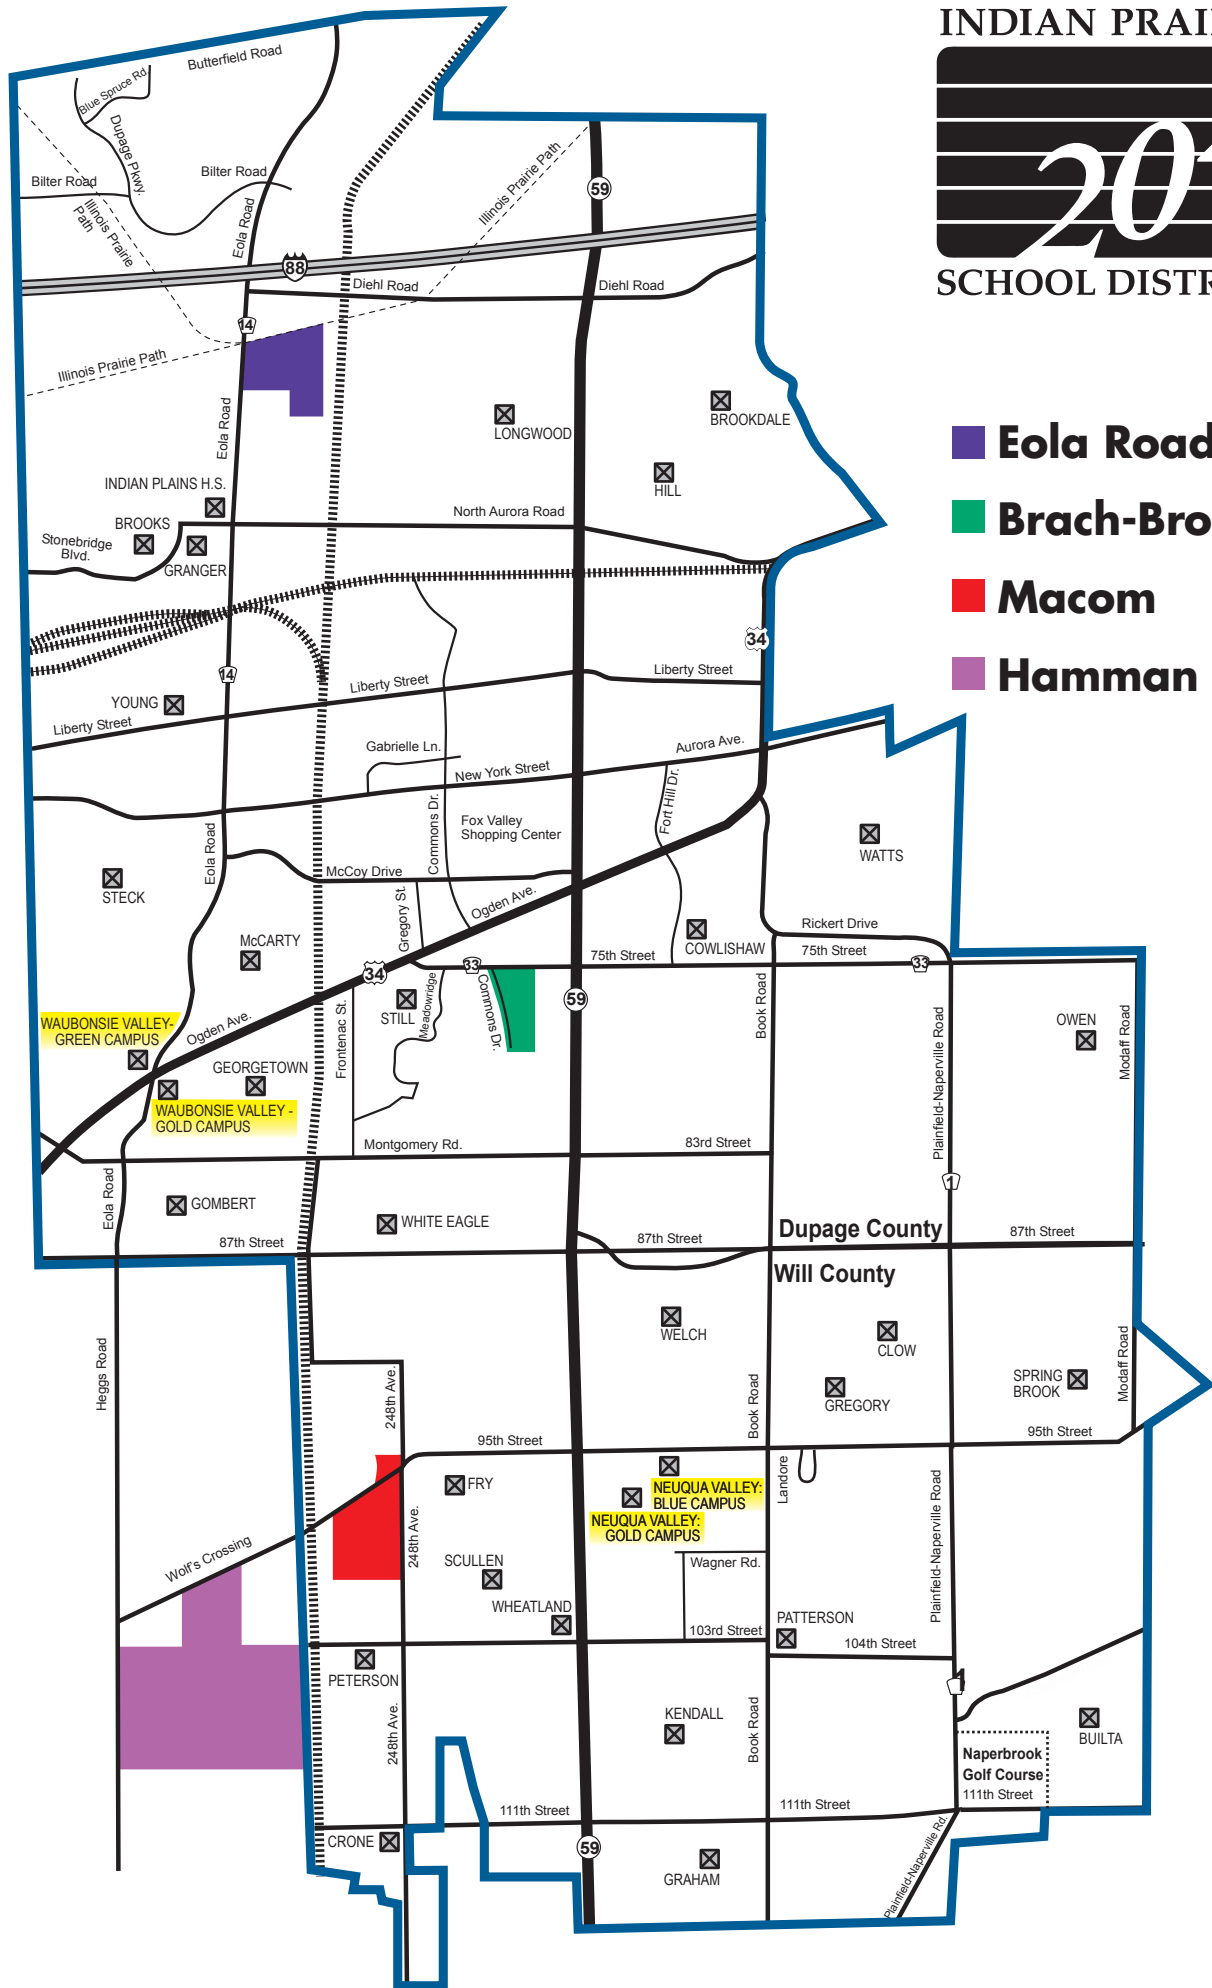 INDIAN PRAI
20
SCHOOL DISTR
Eola Road
Brach-Bro
Macom
Hamman
Butterfield Road
Blue Spruce Rd.
Dupage Pkwy.
Bilter Road
Bilter Road
Illinois Prairie
Path
Eola Road
Illinois Prairie Path
59
88
Diehl Road
Diehl Road
14
Illinois Prairie Path
Eola Road
LONGWOOD
BROOKDALE
HILL
INDIAN PLAINS H.S.
BROOKS
North Aurora Road
Stonebridge
Blvd.
GRANGER
34
14
Liberty Street
Liberty Street
YOUNG
Liberty Street
Gabrielle Ln.
Aurora Ave.
New York Street
Fort Hill Dr.
Commons Dr.
Fox Valley
Shopping Center
Eola Road
WATTS
McCoy Drive
STECK
Gregory St.
Ogden Ave.
Rickert Drive
McCARTY
COWLISHAW
75th Street
75th Street
33
33
34
Meadowridge
Commons Dr.
59
STILL
Frontenac St.
Book Road
Plainfield-Naperville Road
OWEN
Modaff Road
WAUBONSIE VALLEY-
GREEN CAMPUS
Ogden Ave.
GEORGETOWN
WAUBONSIE VALLEY -
GOLD CAMPUS
Montgomery Rd.
83rd Street
Eola Road
GOMBERT
1
WHITE EAGLE
87th Street
87th Street
Dupage County
87th Street
Will County
WELCH
CLOW
Heggs Road
248th Ave.
Book Road
GREGORY
SPRING
BROOK
Modaff Road
95th Street
95th Street
FRY
NEUQUA VALLEY:
BLUE CAMPUS
Landore
NEUQUA VALLEY:
GOLD CAMPUS
248th Ave.
Plainfield-Naperville Road
Wolf's Crossing
SCULLEN
Wagner Rd.
WHEATLAND
PATTERSON
103rd Street
104th Street
PETERSON
1
248th Ave.
KENDALL
Book Road
BUILTA
Naperbrook
Golf Course
111th Street
111th Street
111th Street
CRONE
59
GRAHAM
Plainfield-Naperville Rd.